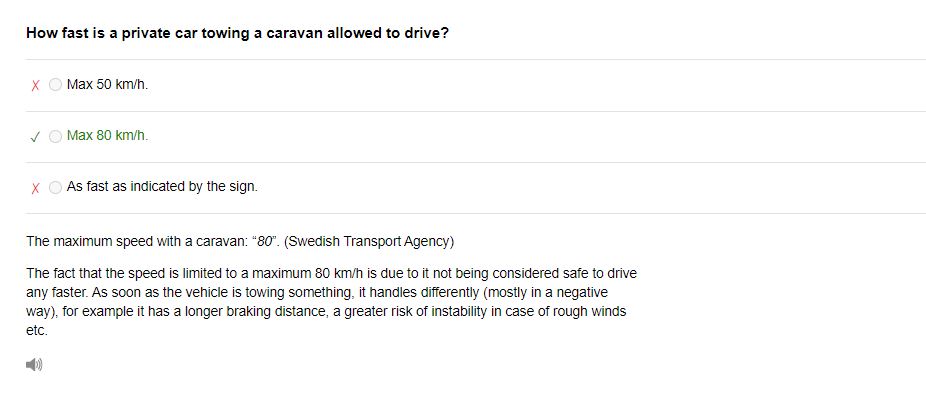 How fast is a private car towing a caravan allowed to drive?
X Max 50 km/h.
✓ Max 80 km/h.
X As fast as indicated by the sign.
The maximum speed with a caravan: “80”. (Swedish Transport Agency)
The fact that the speed is limited to a maximum 80 km/h is due to it not being considered safe to drive
any faster. As soon as the vehicle is towing something, it handles differently (mostly in a negative
way), for example it has a longer braking distance, a greater risk of instability in case of rough winds
etc.